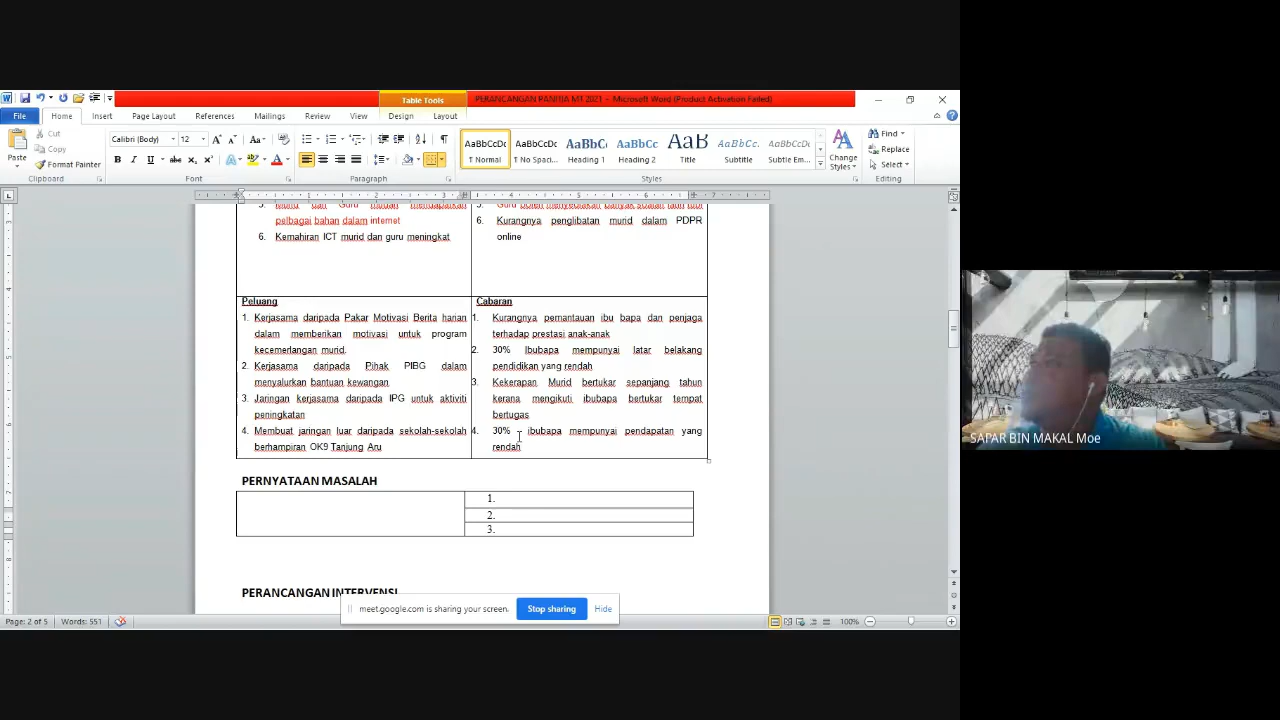 Table Tools
PERANCANGAN PANITIA MT 2021 - Microsoft Word (Product Activation Failed)
File Home Insert Page Layout References Mailings Review View Design Layout
Paste
Cut
Copy
Format Painter
Clipboard
Calibri (Body) 12
Font
Paragraph
AaBbCcDc
¶ Normal
AaBbCcDc
¶ No Spac...
AaBbCc
Heading 1
AaBbCc
Heading 2
AaB
Title
AaBbCc.
Subtitle
AaBbCcDc
Subtle Em...
Styles
Change
Styles
Find
Replace
Select
Editing
pelbagai bahan dalam internet
6. Kemahiran ICT murid dan guru meningkat
6. Kurangnya penglibatan murid dalam PDPR
online
Peluang
1. Kerjasama daripada Pakar Motivasi Berita harian
dalam memberikan motivasi untuk program
kecemerlangan murid.
2. Kerjasama daripada Pihak PIBG dalam
menyalurkan bantuan kewangan
3. Jaringan kerjasama daripada IPG untuk aktiviti
peningkatan
4. Membuat jaringan luar daripada sekolah-sekolah
berhampiran OK9 Tanjung Aru
Cabaran
1. Kurangnya pemantauan ibu bapa dan penjaga
terhadap prestasi anak-anak
2. 30% Ibubapa mempunyai latar belakang
pendidikan yang rendah
3. Kekerapan Murid bertukar sepanjang tahun
kerana mengikuti ibubapa bertukar tempat
bertugas
4. 30% ibubapa mempunyai pendapatan yang
rendah
PERNYATAAN MASALAH
1.
2.
3.
PERANCANGAN INTERVENSI
meet.google.com is sharing your screen.
Stop sharing
Hide
Page: 2 of 5
Words: 551
100%
SAPAR BIN MAKAL Moe